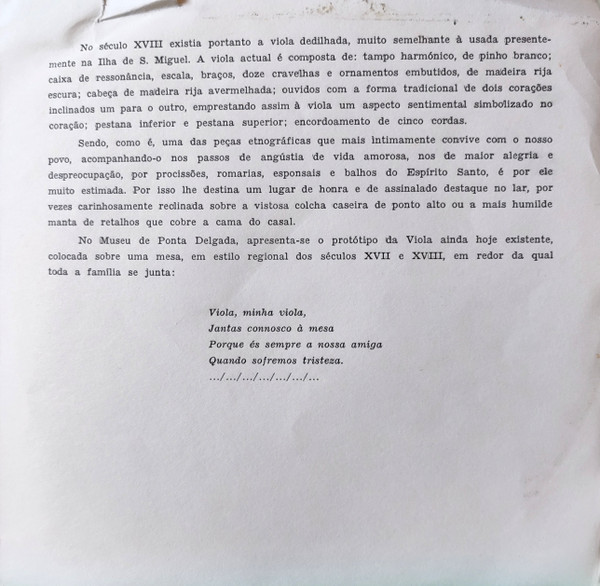 No século XVIII existia portanto a viola dedilhada, muito semelhante à usada presente-
mente na Ilha de S. Miguel. A viola actual é composta de: tampo harmónico, de pinho branco;
caixa de ressonância, escala, braços, doze cravelhas e ornamentos embutidos, de madeira rija
escura; cabeça de madeira rija avermelhada; ouvidos com a forma tradicional de dois corações
inclinados um para o outro, emprestando assim à viola um aspecto sentimental simbolizado no
coração; pestana inferior e pestana superior; encordoamento de cinco cordas.
Sendo, como é, uma das peças etnográficas que mais intimamente convive com o nosso
povo, acompanhando-o nos passos de angústia de vida amorosa, nos de maior alegria e
despreocupação, por procissões, romarias, esponsais e balhos do Espírito Santo, é por ele
muito estimada. Por isso lhe destina um lugar de honra e de assinalado destaque no lar, por
vezes carinhosamente reclinada sobre a vistosa colcha caseira de ponto alto ou a mais humilde
manta de retalhos que cobre a cama do casal.
No Museu de Ponta Delgada, apresenta-se o protótipo da Viola ainda hoje existente,
colocada sobre uma mesa, em estilo regional dos séculos XVII e XVIII, em redor da qual
toda a família se junta:
Viola, minha viola,
Jantas connosco à mesa
Porque és sempre a nossa amiga
Quando sofremos tristeza.
.../.../.../.../.../.../...